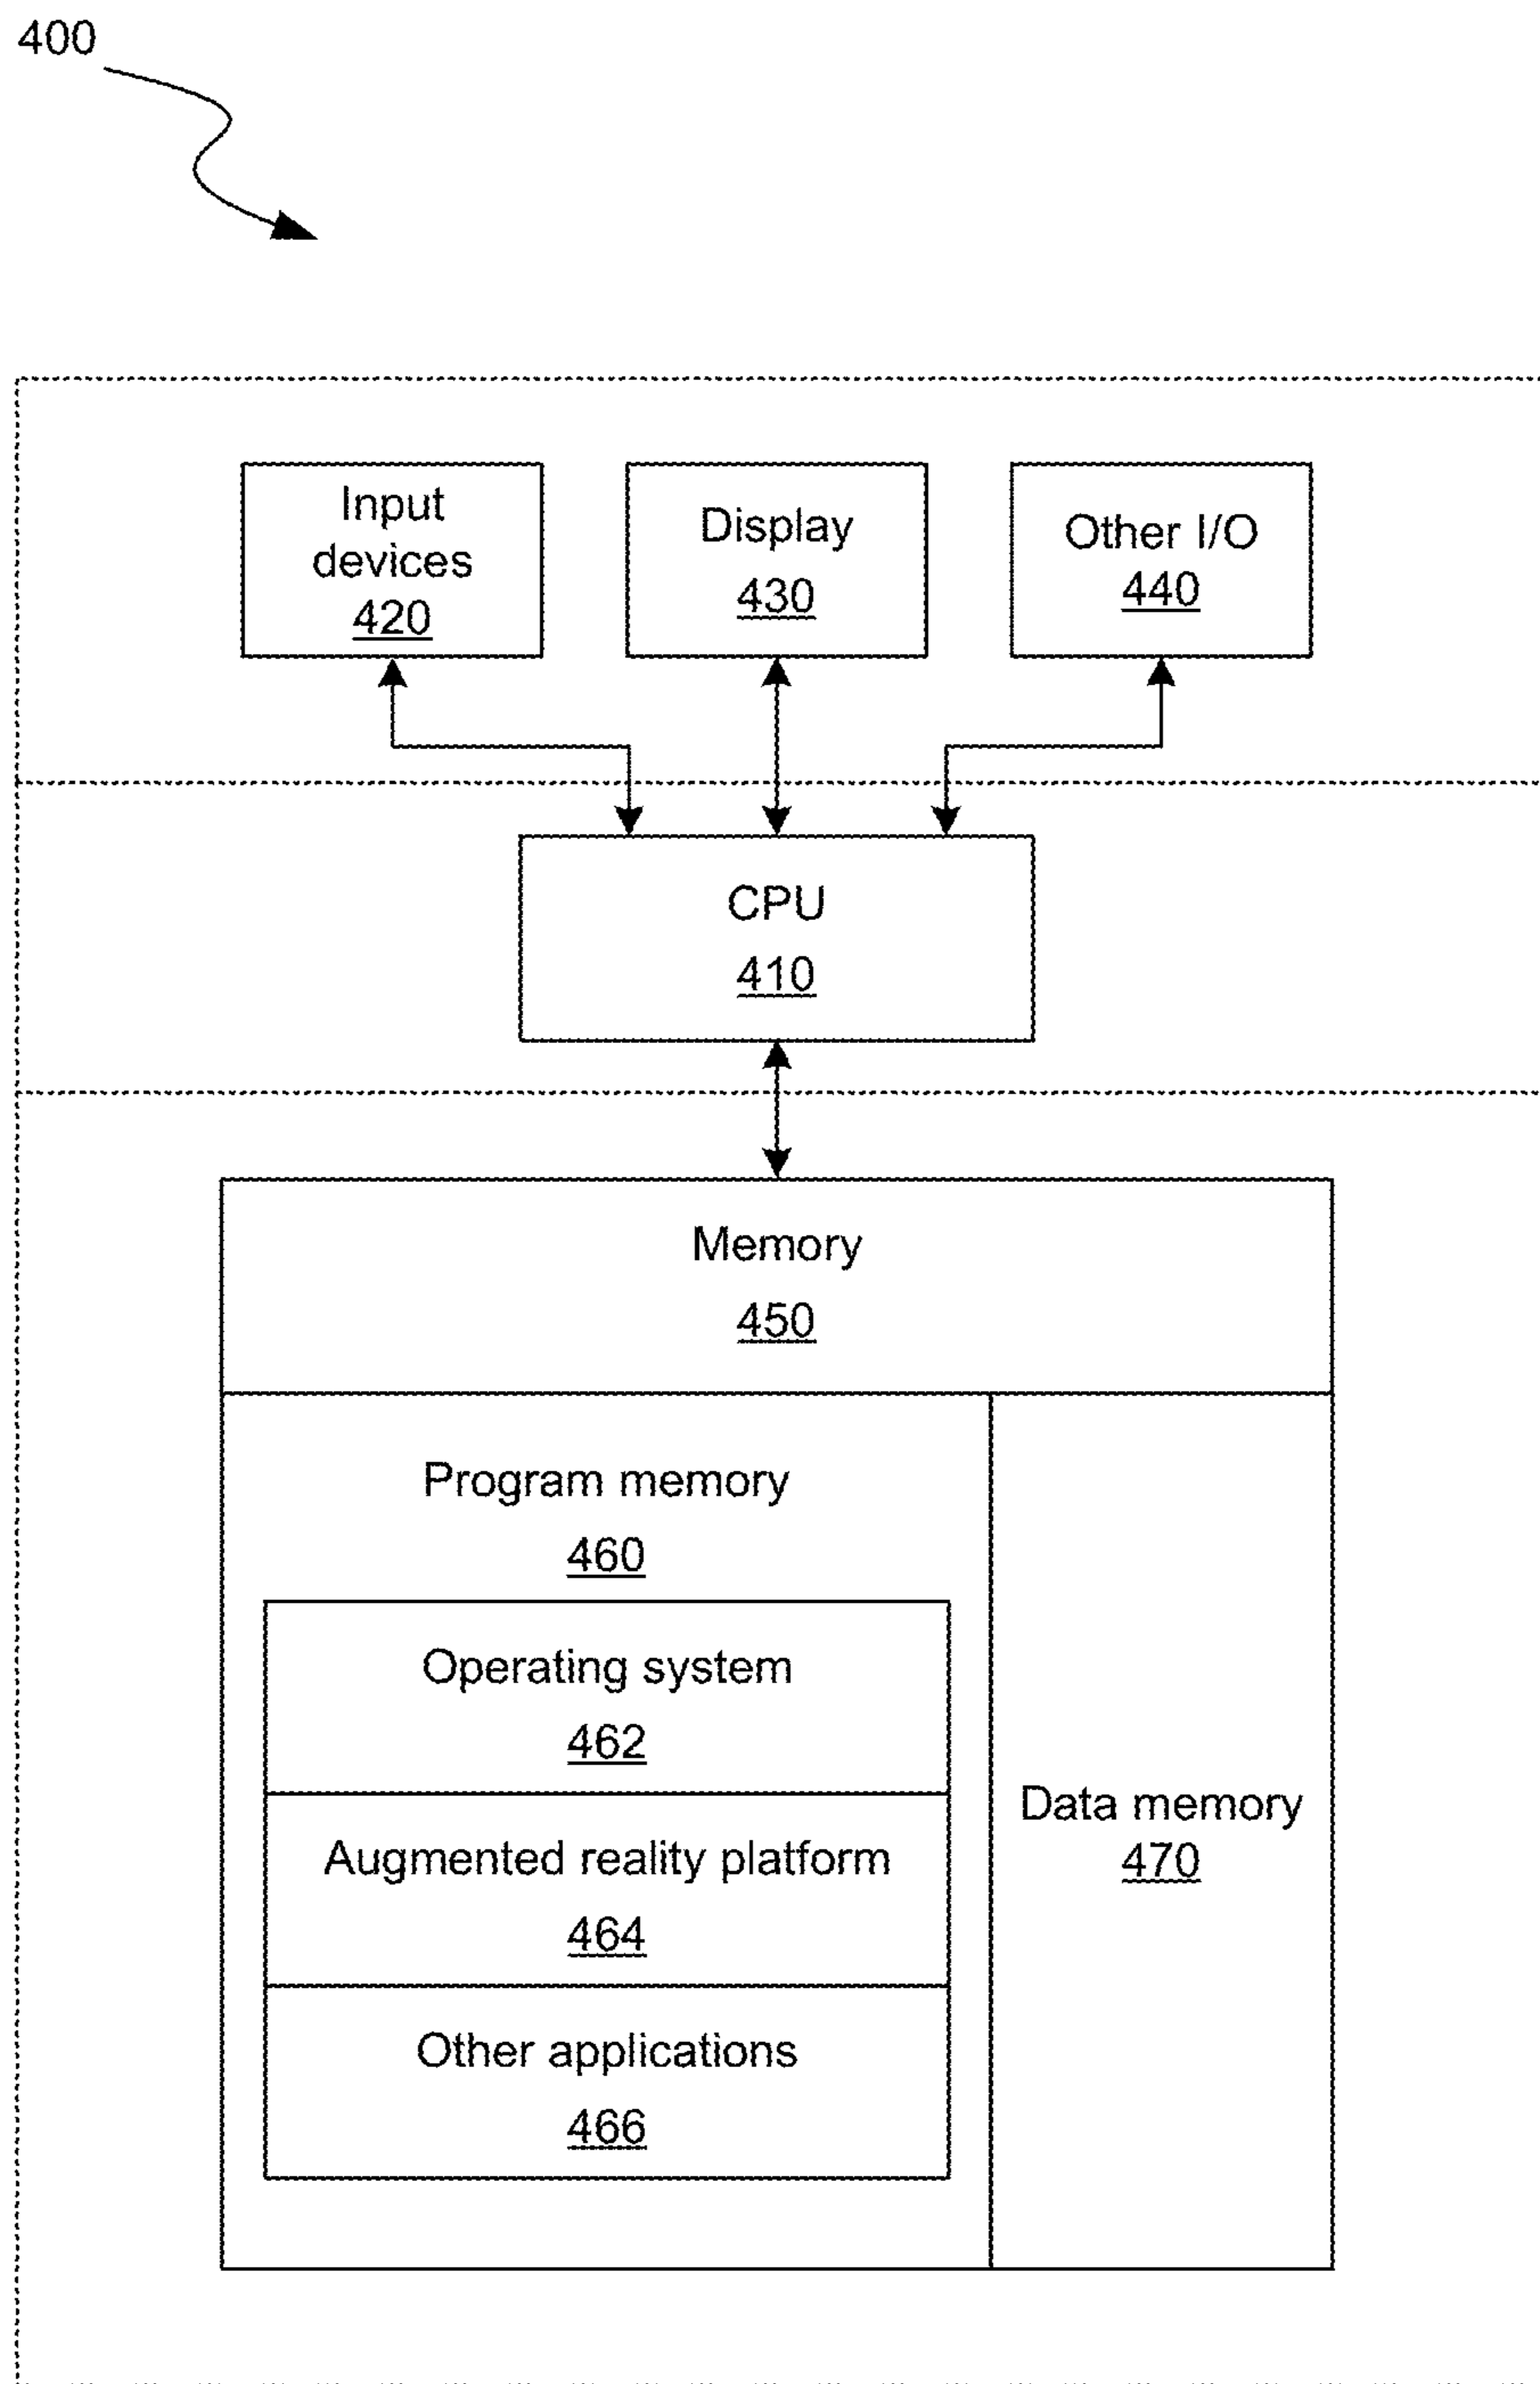 400
Input
devices
420
Display
430
Other I/O
440
CPU
410
Memory
450
Program memory
460
Operating system
462
Augmented reality platform
464
Other applications
466
Data memory
470